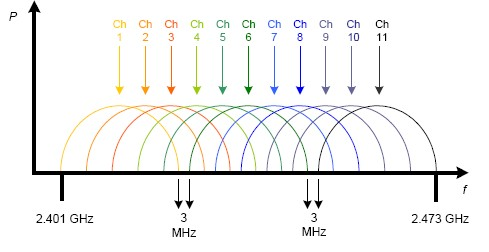 P
Ch Ch Ch Ch Ch Ch Ch Ch Ch Ch Ch
1 2 3 4 5 6 7 8 9 10 11
f
2.401 GHz 3 3 2.473 GHz
MHz MHz